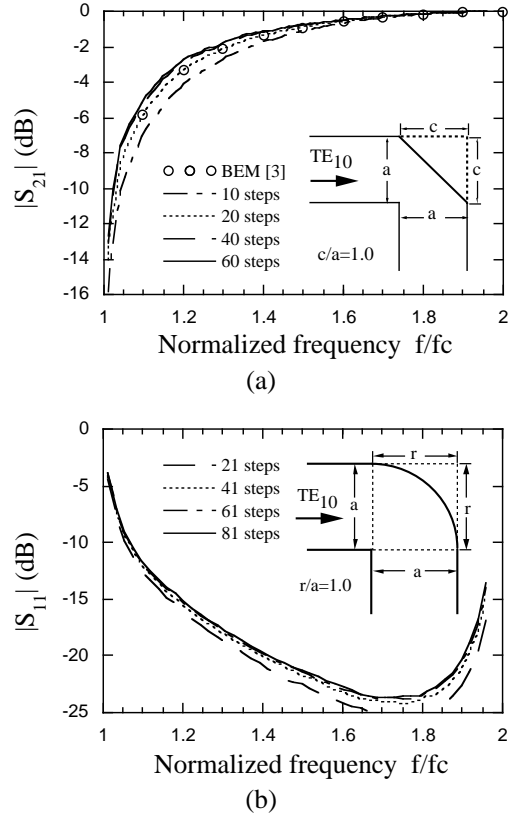 (a)
0
-2
-4
-6
-8
-10
-12
-14
-16
|S21| (dB)
BEM [3]
10 steps
20 steps
40 steps
60 steps
TE10
c
a
c
a
c/a=1.0
1 1.2 1.4 1.6 1.8 2
Normalized frequency f/fc
(a)
0
-5
-10
-15
-20
-25
|S11| (dB)
21 steps
41 steps
61 steps
81 steps
TE10
r
a
r
a
r/a=1.0
1 1.2 1.4 1.6 1.8 2
Normalized frequency f/fc
(b)